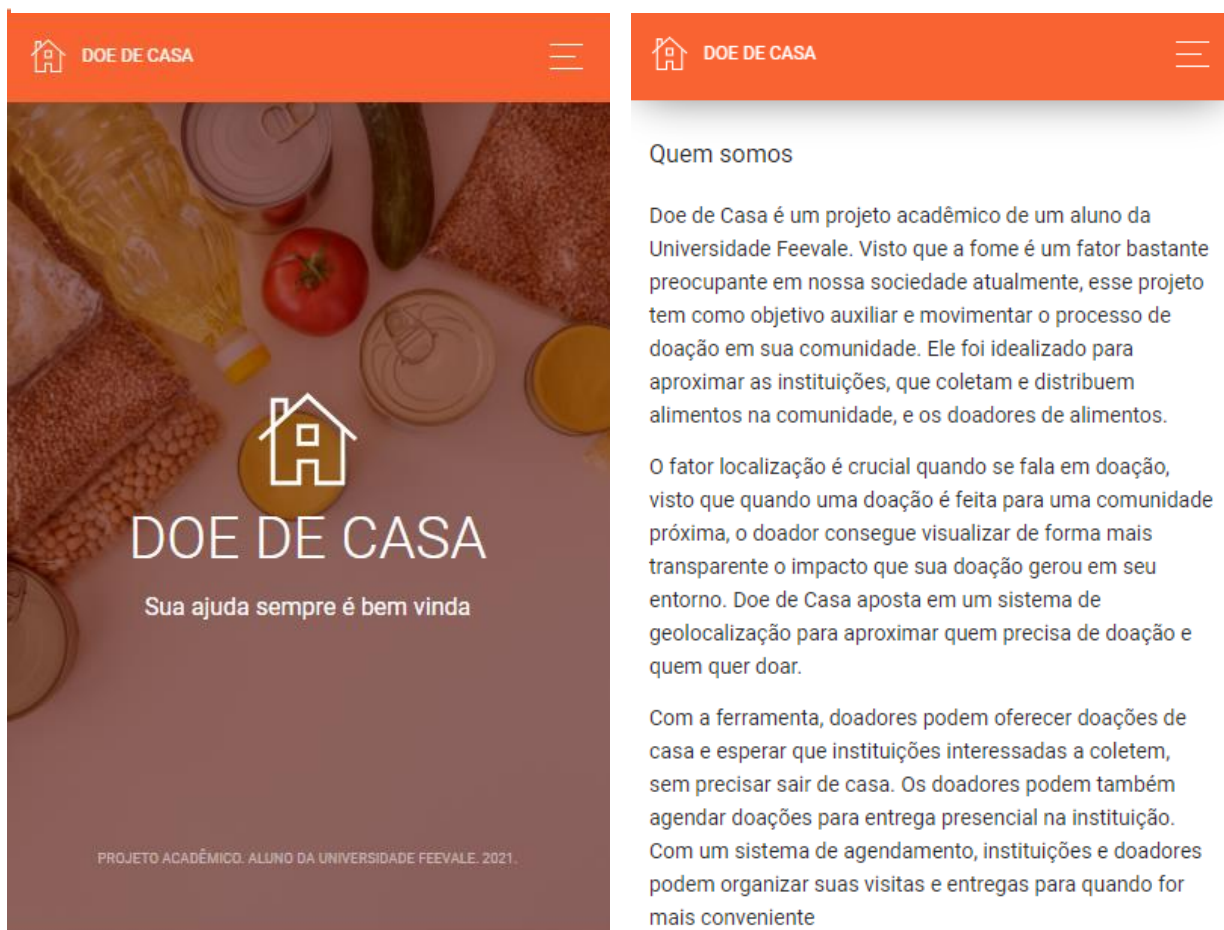 DOE DE CASA
DOE DE CASA
Sua ajuda sempre é bem vinda
PROJETO ACADÊMICO. ALUNO DA UNIVERSIDADE FEEVALE. 2021.
DOE DE CASA
Quem somos
Doe de Casa é um projeto acadêmico de um aluno da
Universidade Feevale. Visto que a fome é um fator bastante
preocupante em nossa sociedade atualmente, esse projeto
tem como objetivo auxiliar e movimentar o processo de
doação em sua comunidade. Ele foi idealizado para
aproximar as instituições, que coletam e distribuem
alimentos na comunidade, e os doadores de alimentos.
O fator localização é crucial quando se fala em doação,
visto que quando uma doação é feita para uma comunidade
próxima, o doador consegue visualizar de forma mais
transparente o impacto que sua doação gerou em seu
entorno. Doe de Casa aposta em um sistema de
geolocalização para aproximar quem precisa de doação e
quem quer doar.
Com a ferramenta, doadores podem oferecer doações de
casa e esperar que instituições interessadas a coletem,
sem precisar sair de casa. Os doadores podem também
agendar doações para entrega presencial na instituição.
Com um sistema de agendamento, instituições e doadores
podem organizar suas visitas e entregas para quando for
mais conveniente